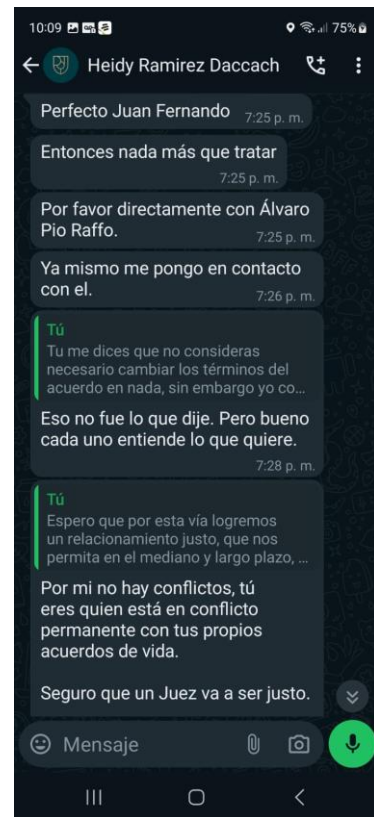 10:09 75%
Heidy Ramirez Daccach
Perfecto Juan Fernando 7:25 p. m.
Entonces nada más que tratar
7:25 p. m.
Por favor directamente con Álvaro
Pio Raffo. 7:25 p. m.
Ya mismo me pongo en contacto
con el. 7:26 p. m.
Tú
Tu me dices que no consideras
necesario cambiar los términos del
acuerdo en nada, sin embargo yo co...
Eso no fue lo que dije. Pero bueno
cada uno entiende lo que quiere.
7:28 p. m.
Tú
Espero que por esta vía logremos
un relacionamiento justo, que nos
permita en el mediano y largo plazo, ...
Por mi no hay conflictos, tú
eres quien está en conflicto
permanente con tus propios
acuerdos de vida.
Seguro que un Juez va a ser justo.
Mensaje